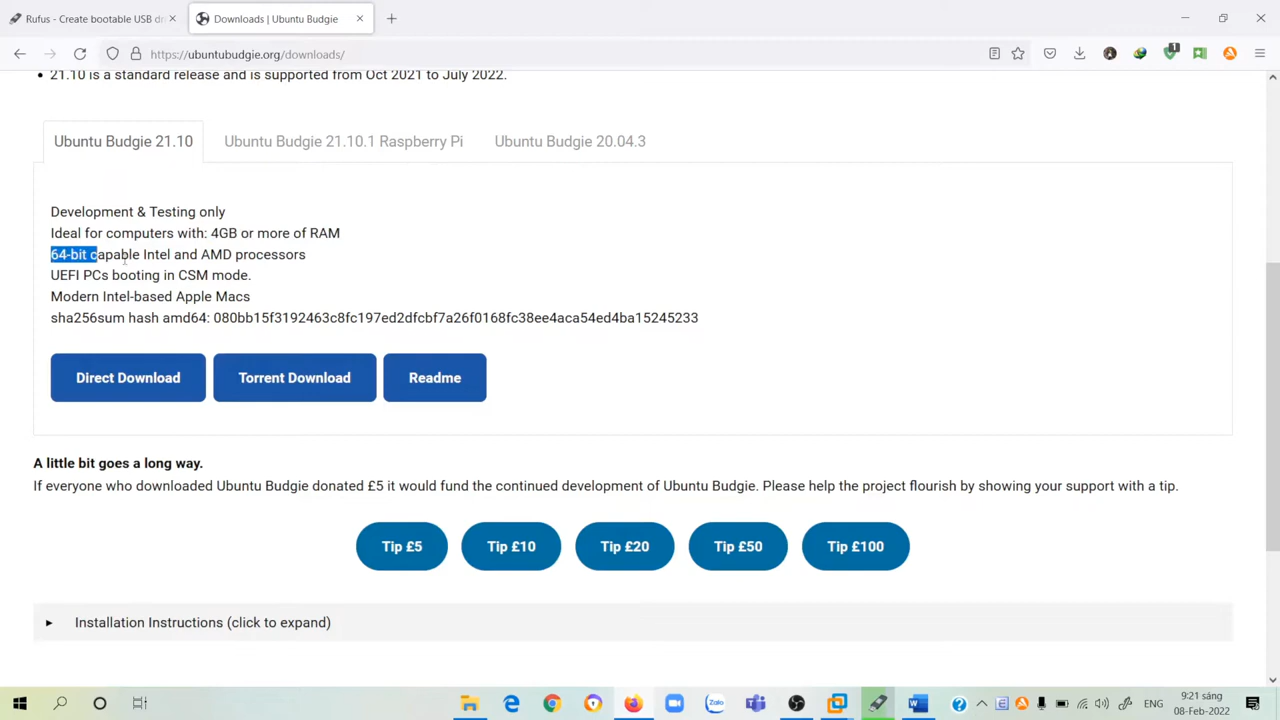 Rufus - Create bootable USB dr
Downloads | Ubuntu Budgie
https://ubuntubudgie.org/downloads/
1
21.10 is a standard release and is supported from Oct 2021 to July 2022.
Ubuntu Budgie 21.10
Ubuntu Budgie 21.10.1 Raspberry Pi
Ubuntu Budgie 20.04.3
Development & Testing only
Ideal for computers with: 4GB or more of RAM
64-bit capable Intel and AMD processors
UEFI PCs booting in CSM mode.
Modern Intel-based Apple Macs
sha256sum hash amd64: 080bb15f3192463c8fc197ed2dfcbf7a26f0168fc38ee4aca54ed4ba15245233
Direct Download
Torrent Download
Readme
A little bit goes a long way.
If everyone who downloaded Ubuntu Budgie donated £5 it would fund the continued development of Ubuntu Budgie. Please help the project flourish by showing your support with a tip.
Tip £5
Tip £10
Tip £20
Tip £50
Tip £100
Installation Instructions (click to expand)
Zalo
ENG
9:21 sáng
08-Feb-2022